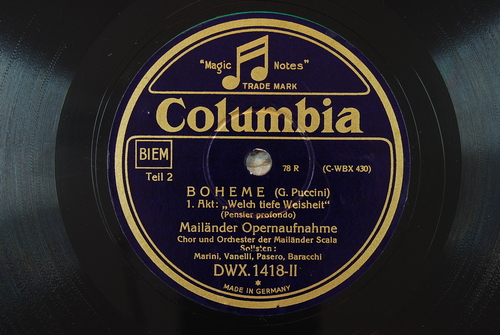 "Magic Notes"
TRADE MARK
Columbia
BIEM
Teil 2
78 R (C-WBX 430)
BOHEME (G. Puccini)
1. Akt: „Welch tiefe Weisheit"
(Pensier profondo)
Mailänder Opernaufnahme
Chor und Orchester der Mailänder Scala
Solisten:
Marini, Vanelli, Pasero, Baracchi
DWX.1418-II
*
MADE IN GERMANY